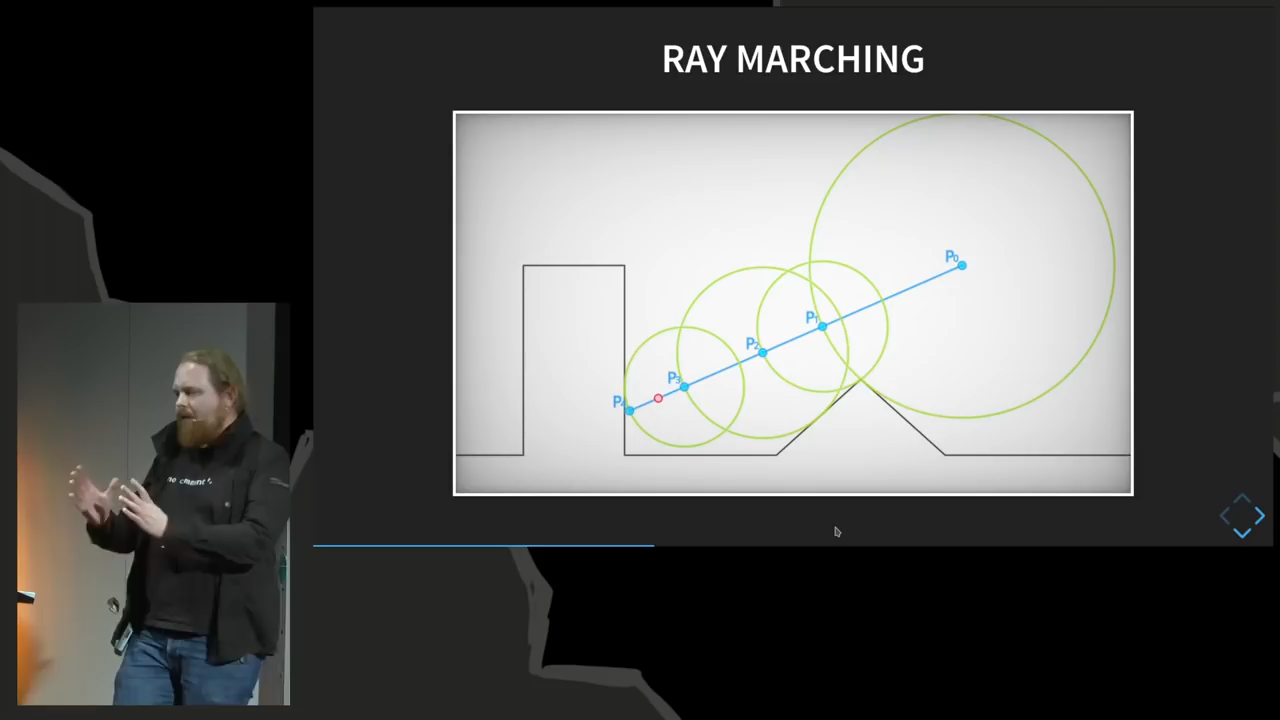 RAY MARCHING
P₀
P₁
P₂
P₃
P₄